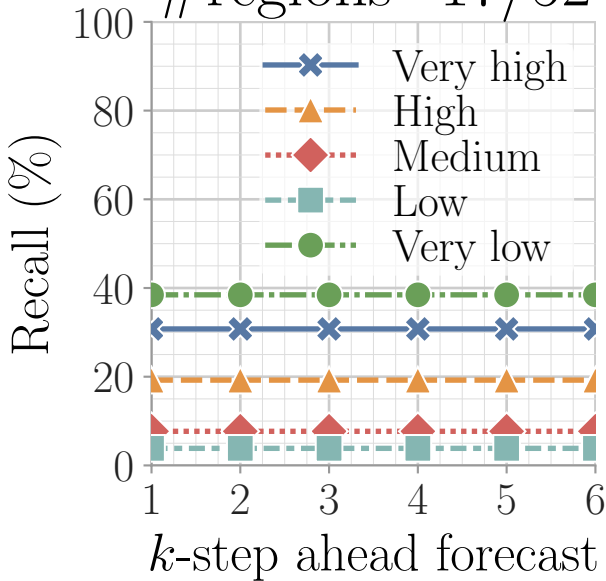 # regions
100
80
60
40
20
0
Recall (%)
Very high
High
Medium
Low
Very low
1 2 3 4 5 6
k-step ahead forecast